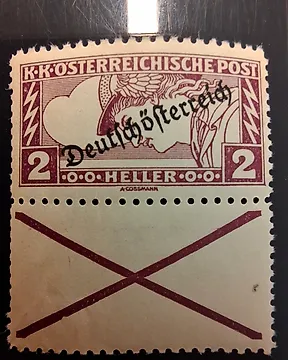 K·K·ÖSTERREICHISCHE·POST
Deutschösterreich
2 ·O·O·HELLER·O·O· 2
A·COSSMANN